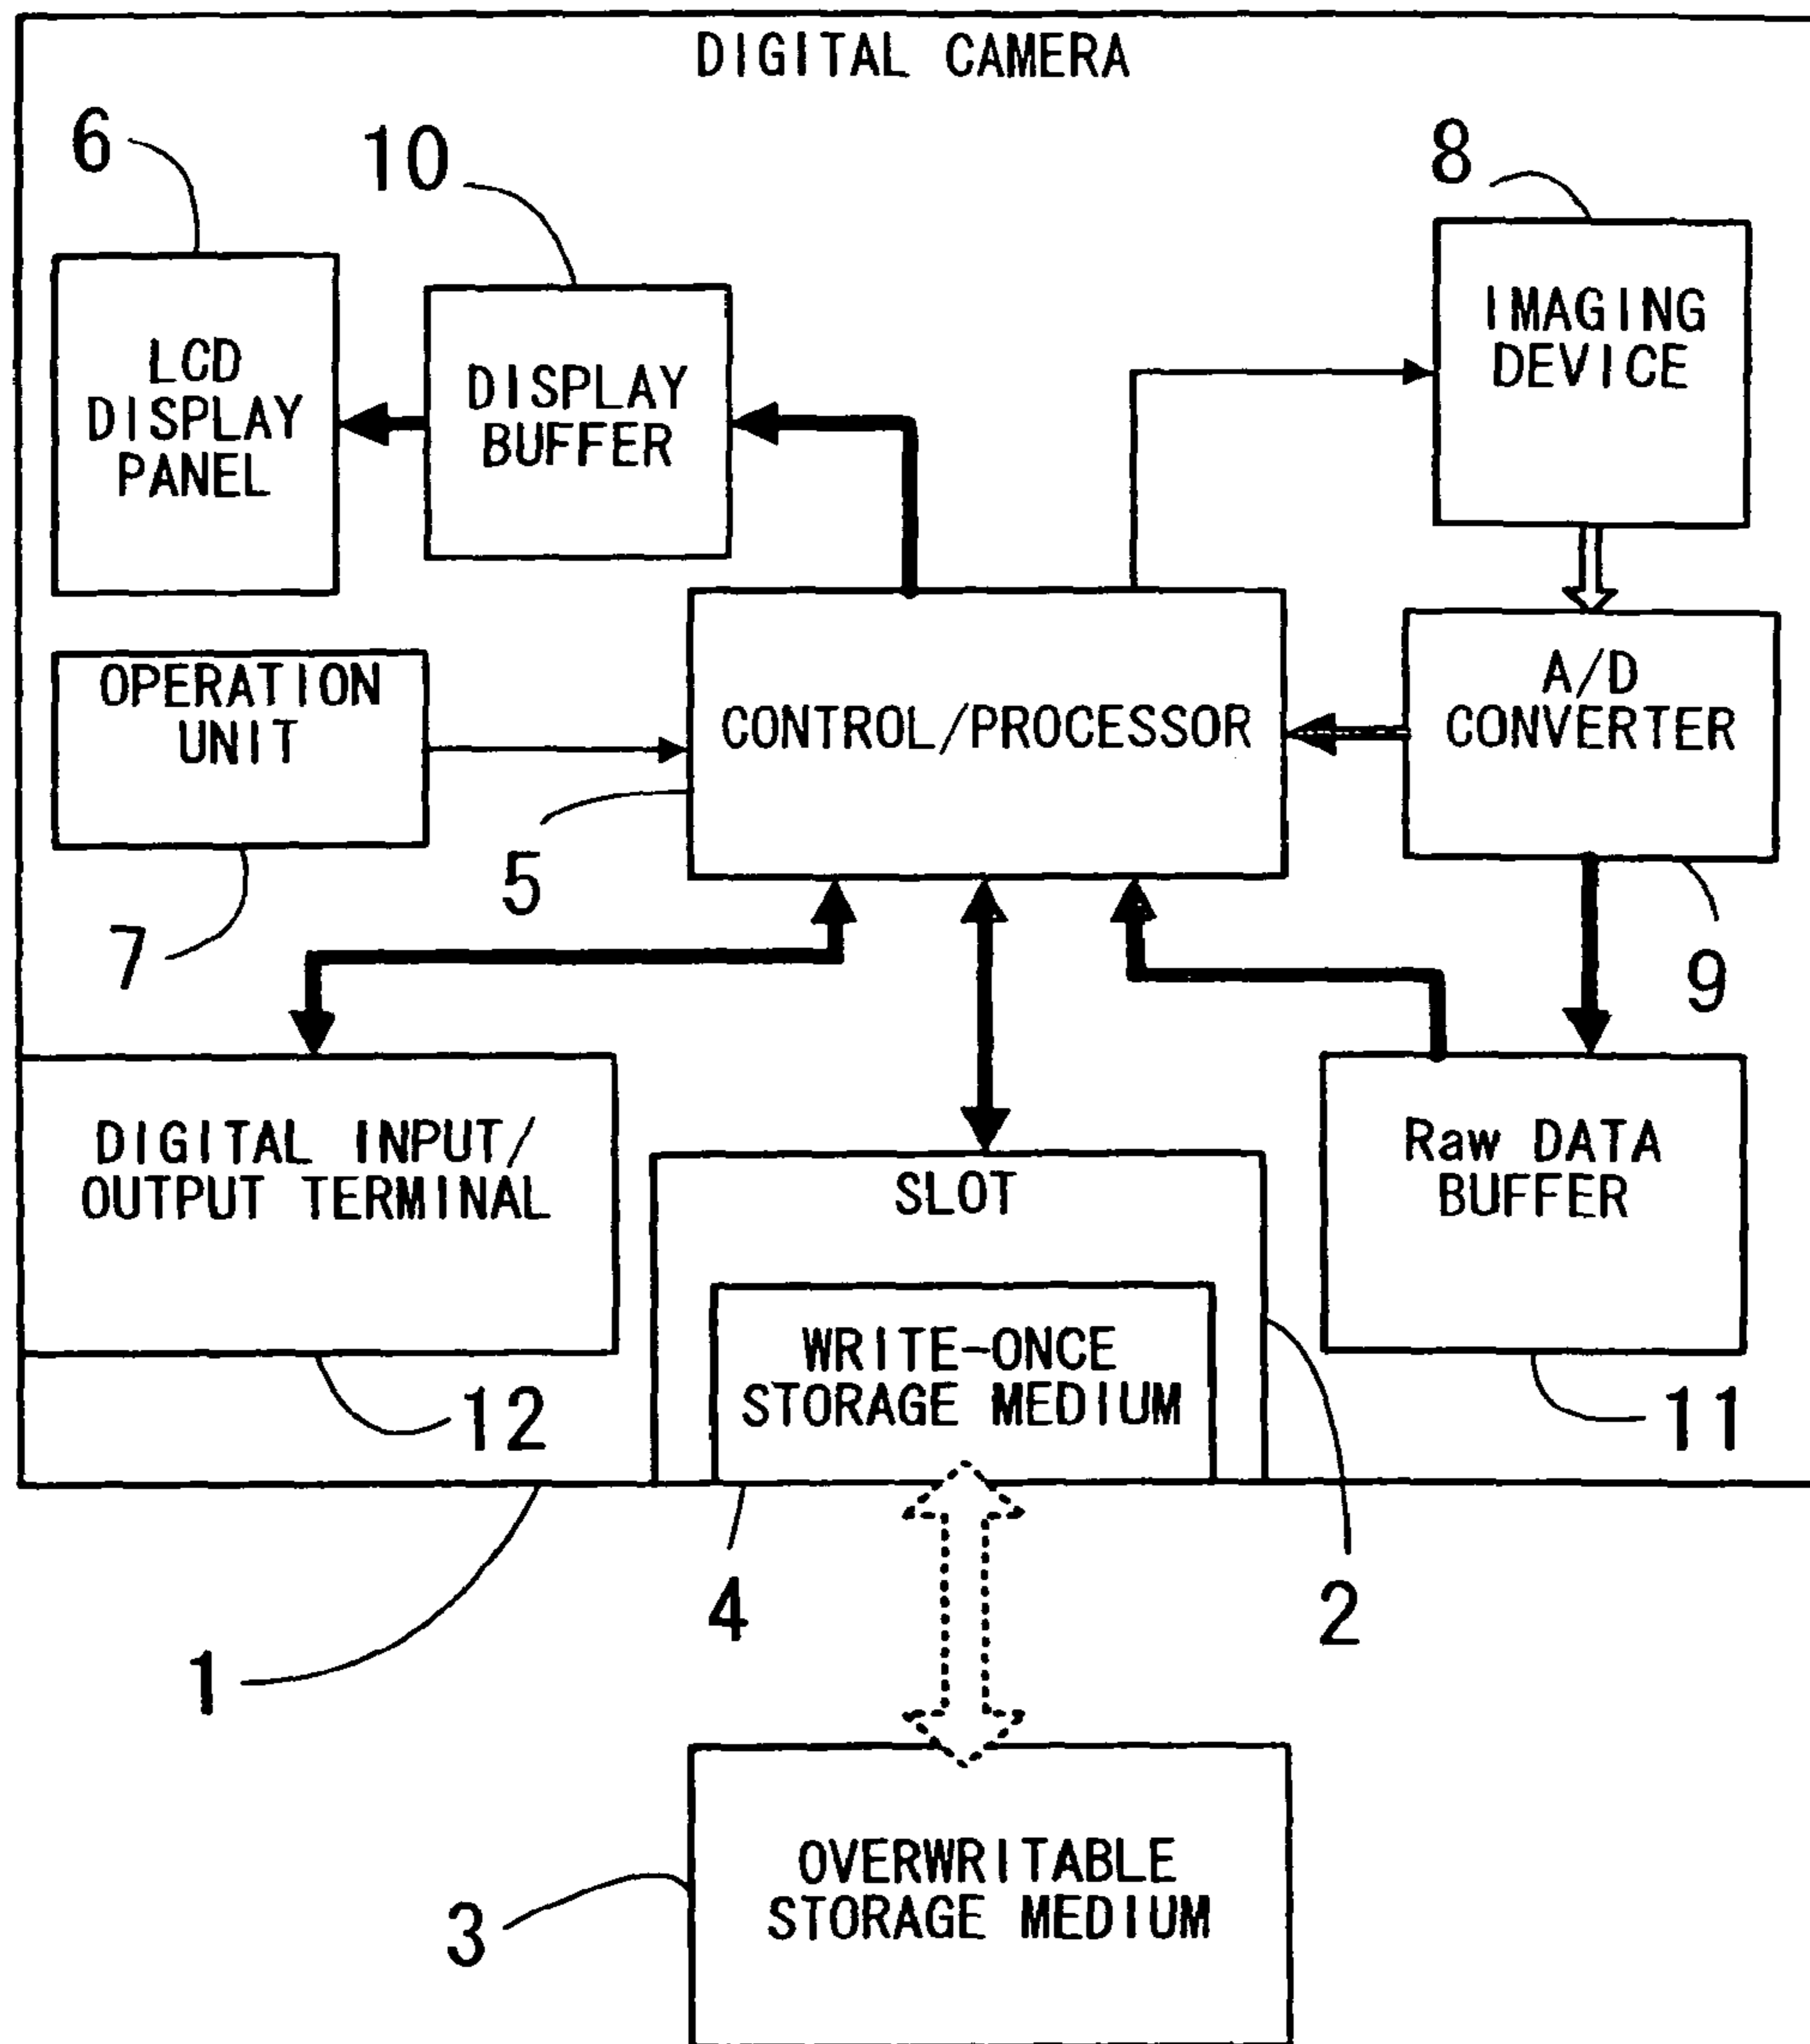 DIGITAL CAMERA
6
10
8
LCD
DISPLAY
PANEL
DISPLAY
BUFFER
IMAGING
DEVICE
OPERATION
UNIT
CONTROL/PROCESSOR
A/D
CONVERTER
5
7
9
DIGITAL INPUT/
OUTPUT TERMINAL
SLOT
Raw DATA
BUFFER
WRITE-ONCE
STORAGE MEDIUM
12
11
4
2
1
OVERWRITABLE
STORAGE MEDIUM
3